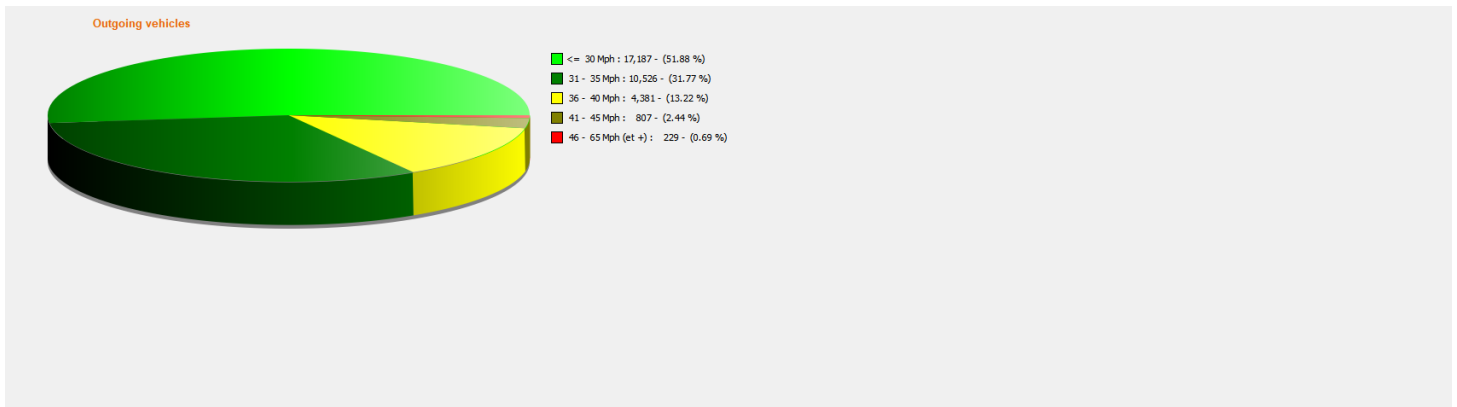 Outgoing vehicles
<= 30 Mph : 17,187 - (51.88 %)
31 - 35 Mph : 10,526 - (31.77 %)
36 - 40 Mph : 4,381 - (13.22 %)
41 - 45 Mph : 807 - (2.44 %)
46 - 65 Mph (et +) : 229 - (0.69 %)